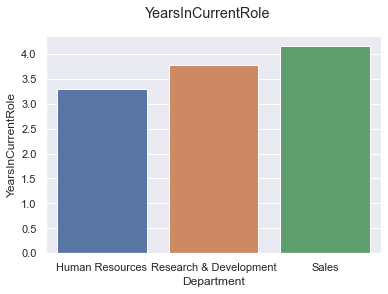 YearsInCurrentRole
4.0
3.5
3.0
2.5
2.0
1.5
1.0
0.5
0.0
YearsInCurrentRole
Human Resources Research & Development Sales
Department